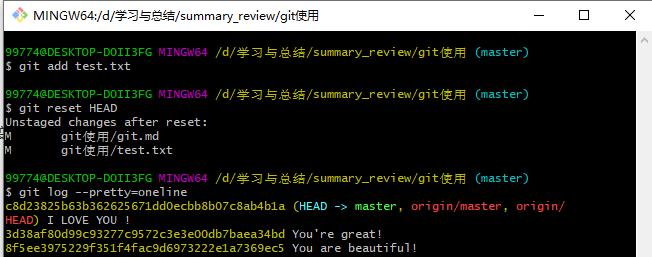 MINGW64:/d/学习与总结/summary_review/git使用
99774@DESKTOP-DOII3FG MINGW64 /d/学习与总结/summary_review/git使用 (master)
$ git add test.txt
99774@DESKTOP-DOII3FG MINGW64 /d/学习与总结/summary_review/git使用 (master)
$ git reset HEAD
Unstaged changes after reset:
M       git使用/git.md
M       git使用/test.txt
99774@DESKTOP-DOII3FG MINGW64 /d/学习与总结/summary_review/git使用 (master)
$ git log --pretty=oneline
c8d23825b63b362625671dd0ecbb8b07c8ab4b1a (HEAD -> master, origin/master, origin/
HEAD) I LOVE YOU !
3d38af80d99c93277c9572c3e3e00db7baea34bd You're great!
8f5ee3975229f351f4fac9d6973222e1a7369ec5 You are beautiful!